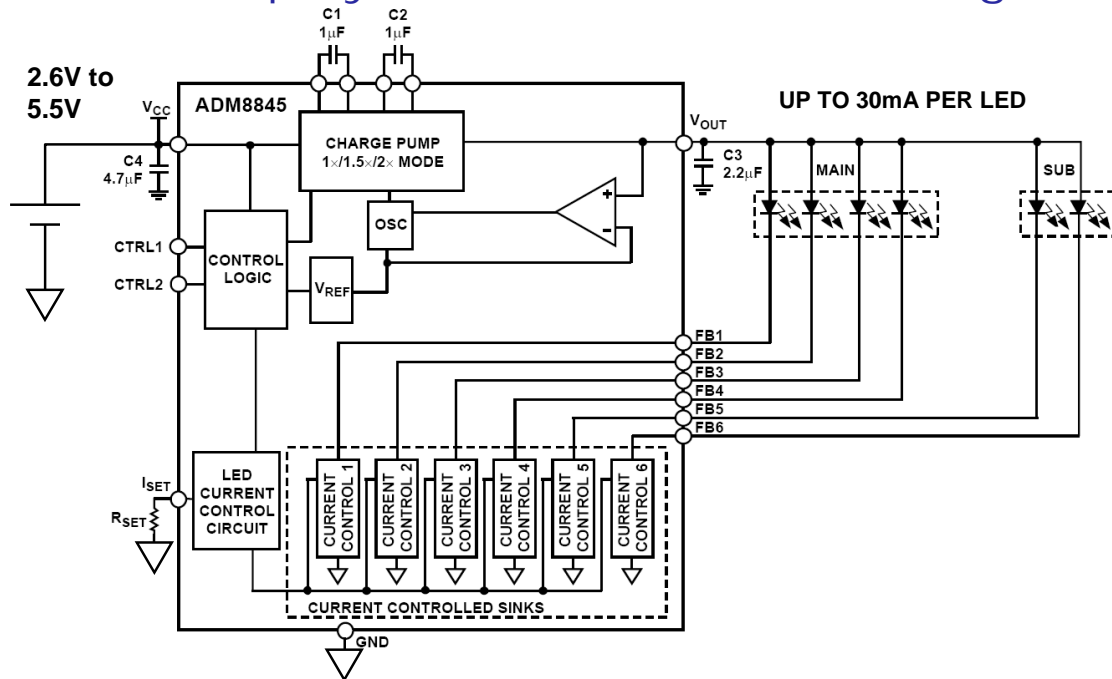 C1
1μF
C2
1μF
2.6V to
5.5V
VCC
ADM8845
UP TO 30mA PER LED
VOUT
CHARGE PUMP
1×/1.5×/2× MODE
C4
4.7μF
C3
2.2μF
MAIN
SUB
OSC
+
–
CTRL1
CTRL2
CONTROL
LOGIC
VREF
FB1
FB2
FB3
FB4
FB5
FB6
ISET
RSET
LED
CURRENT
CONTROL
CIRCUIT
CURRENT
CONTROL 1
CURRENT
CONTROL 2
CURRENT
CONTROL 3
CURRENT
CONTROL 4
CURRENT
CONTROL 5
CURRENT
CONTROL 6
CURRENT CONTROLLED SINKS
GND